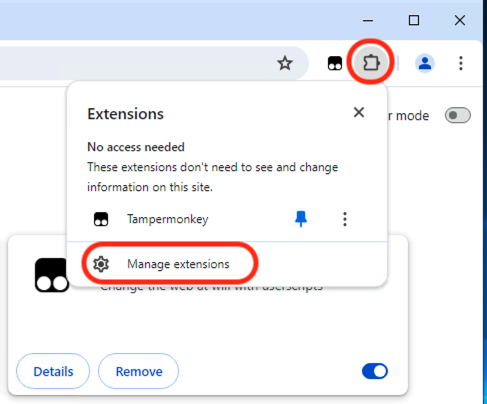 Extensions
r mode
No access needed
These extensions don't need to see and change
information on this site.
Tampermonkey
Manage extensions
Change the web at will with userscripts
Details
Remove